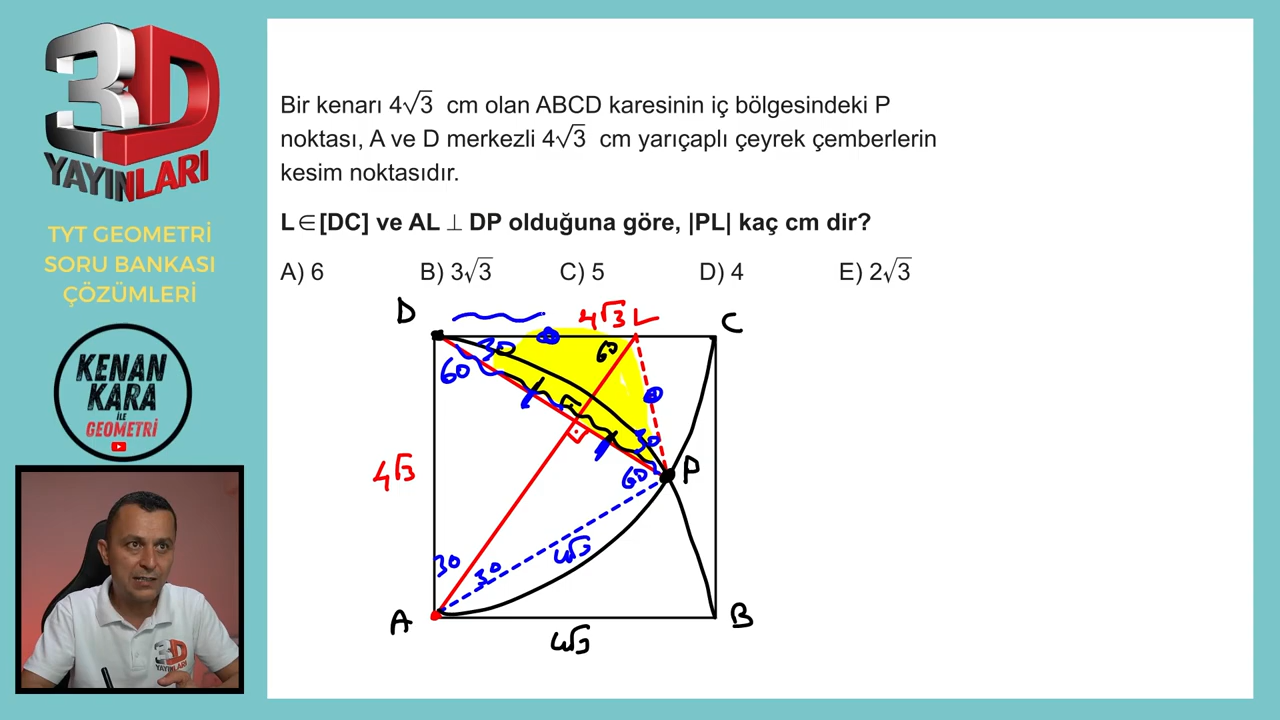 3D
YAYINLARI
TYT GEOMETRİ
SORU BANKASI
ÇÖZÜMLERİ
KENAN
KARA
İLE
GEOMETRİ
3D
YAYINLARI
Bir kenarı 4√3 cm olan ABCD karesinin iç bölgesindeki P
noktası, A ve D merkezli 4√3 cm yarıçaplı çeyrek çemberlerin
kesim noktasıdır.
L∈[DC] ve AL ⊥ DP olduğuna göre, |PL| kaç cm dir?
A) 6 B) 3√3 C) 5 D) 4 E) 2√3
D 4√3 L C
30 60
60
30
4√3 60 P
30 30 4√3
A B
4√3